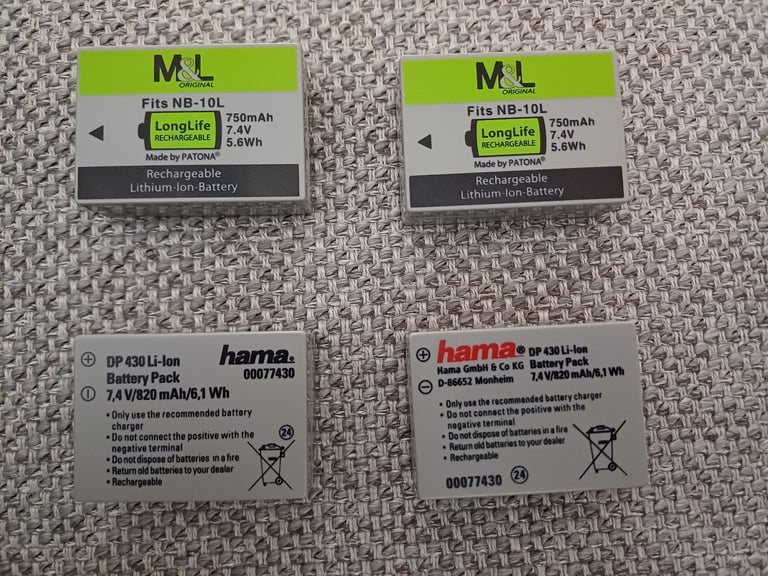 M&L
ORIGINAL
Fits NB-10L
LongLife
RECHARGEABLE
750mAh
7.4V
5.6Wh
Made by PATONA®
Rechargeable
Lithium-Ion-Battery
M&L
ORIGINAL
Fits NB-10L
LongLife
RECHARGEABLE
750mAh
7.4V
5.6Wh
Made by PATONA®
Rechargeable
Lithium-Ion-Battery
DP 430 Li-Ion
Battery Pack
7,4 V/820 mAh/6,1 Wh
hama®
00077430
• Only use the recommended battery
charger
• Do not connect the positive with the
negative terminal
• Do not dispose of batteries in a fire
• Return old batteries to your dealer
• Rechargeable
24
hama®
Hama GmbH & Co KG
D-86652 Monheim
DP 430 Li-Ion
Battery Pack
7,4 V/820 mAh/6,1 Wh
• Only use the recommended battery charger
• Do not connect the positive with the
negative terminal
• Do not dispose of batteries in a fire
• Return old batteries to your dealer
• Rechargeable
00077430
24